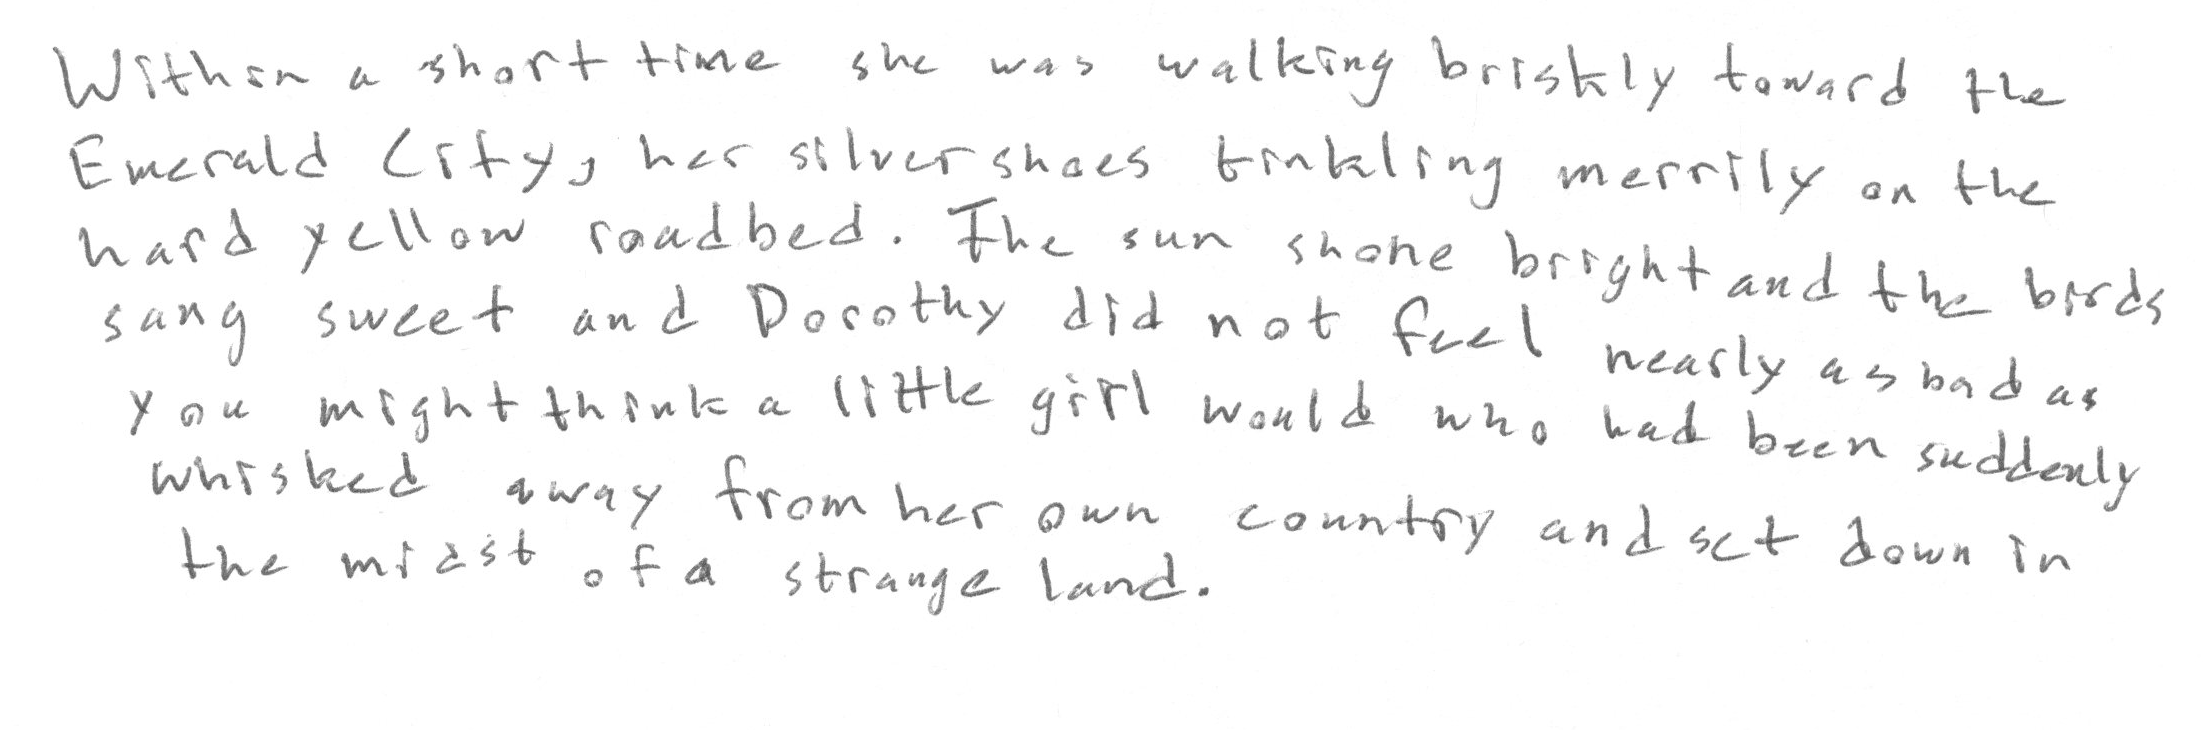 Within a short time she was walking briskly toward the
Emerald City, her silver shoes tinkling merrily on the
hard yellow roadbed. The sun shone bright and the birds
sang sweet and Dorothy did not feel nearly as bad as
you might think a little girl would who had been suddenly
whisked away from her own country and set down in
the midst of a strange land.